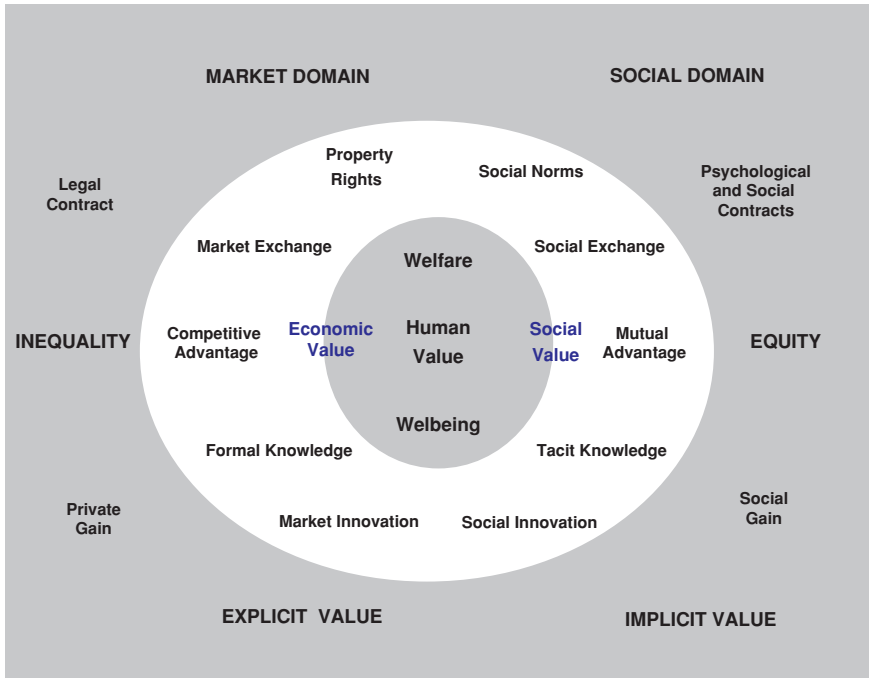 MARKET DOMAIN
SOCIAL DOMAIN
Property
Rights
Social Norms
Legal
Contract
Psychological
and Social
Contracts
Market Exchange
Welfare
Social Exchange
INEQUALITY
Competitive
Advantage
Economic
Value
Human
Value
Social
Value
Mutual
Advantage
EQUITY
Welbeing
Formal Knowledge
Tacit Knowledge
Private
Gain
Market Innovation
Social Innovation
Social
Gain
EXPLICIT VALUE
IMPLICIT VALUE